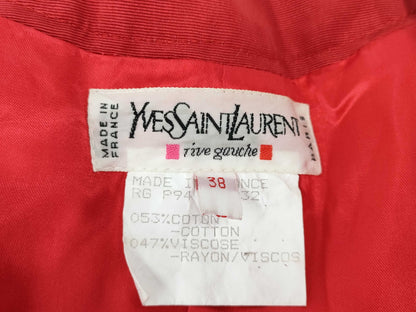 MADE IN
FRANCE
YVESSAINTLAURENT
rive gauche
PARIS
38
MADE IN NCE
RG P94 32
053%COTON
-COTTON
047%VISCOSE
-RAYON/VISCOS